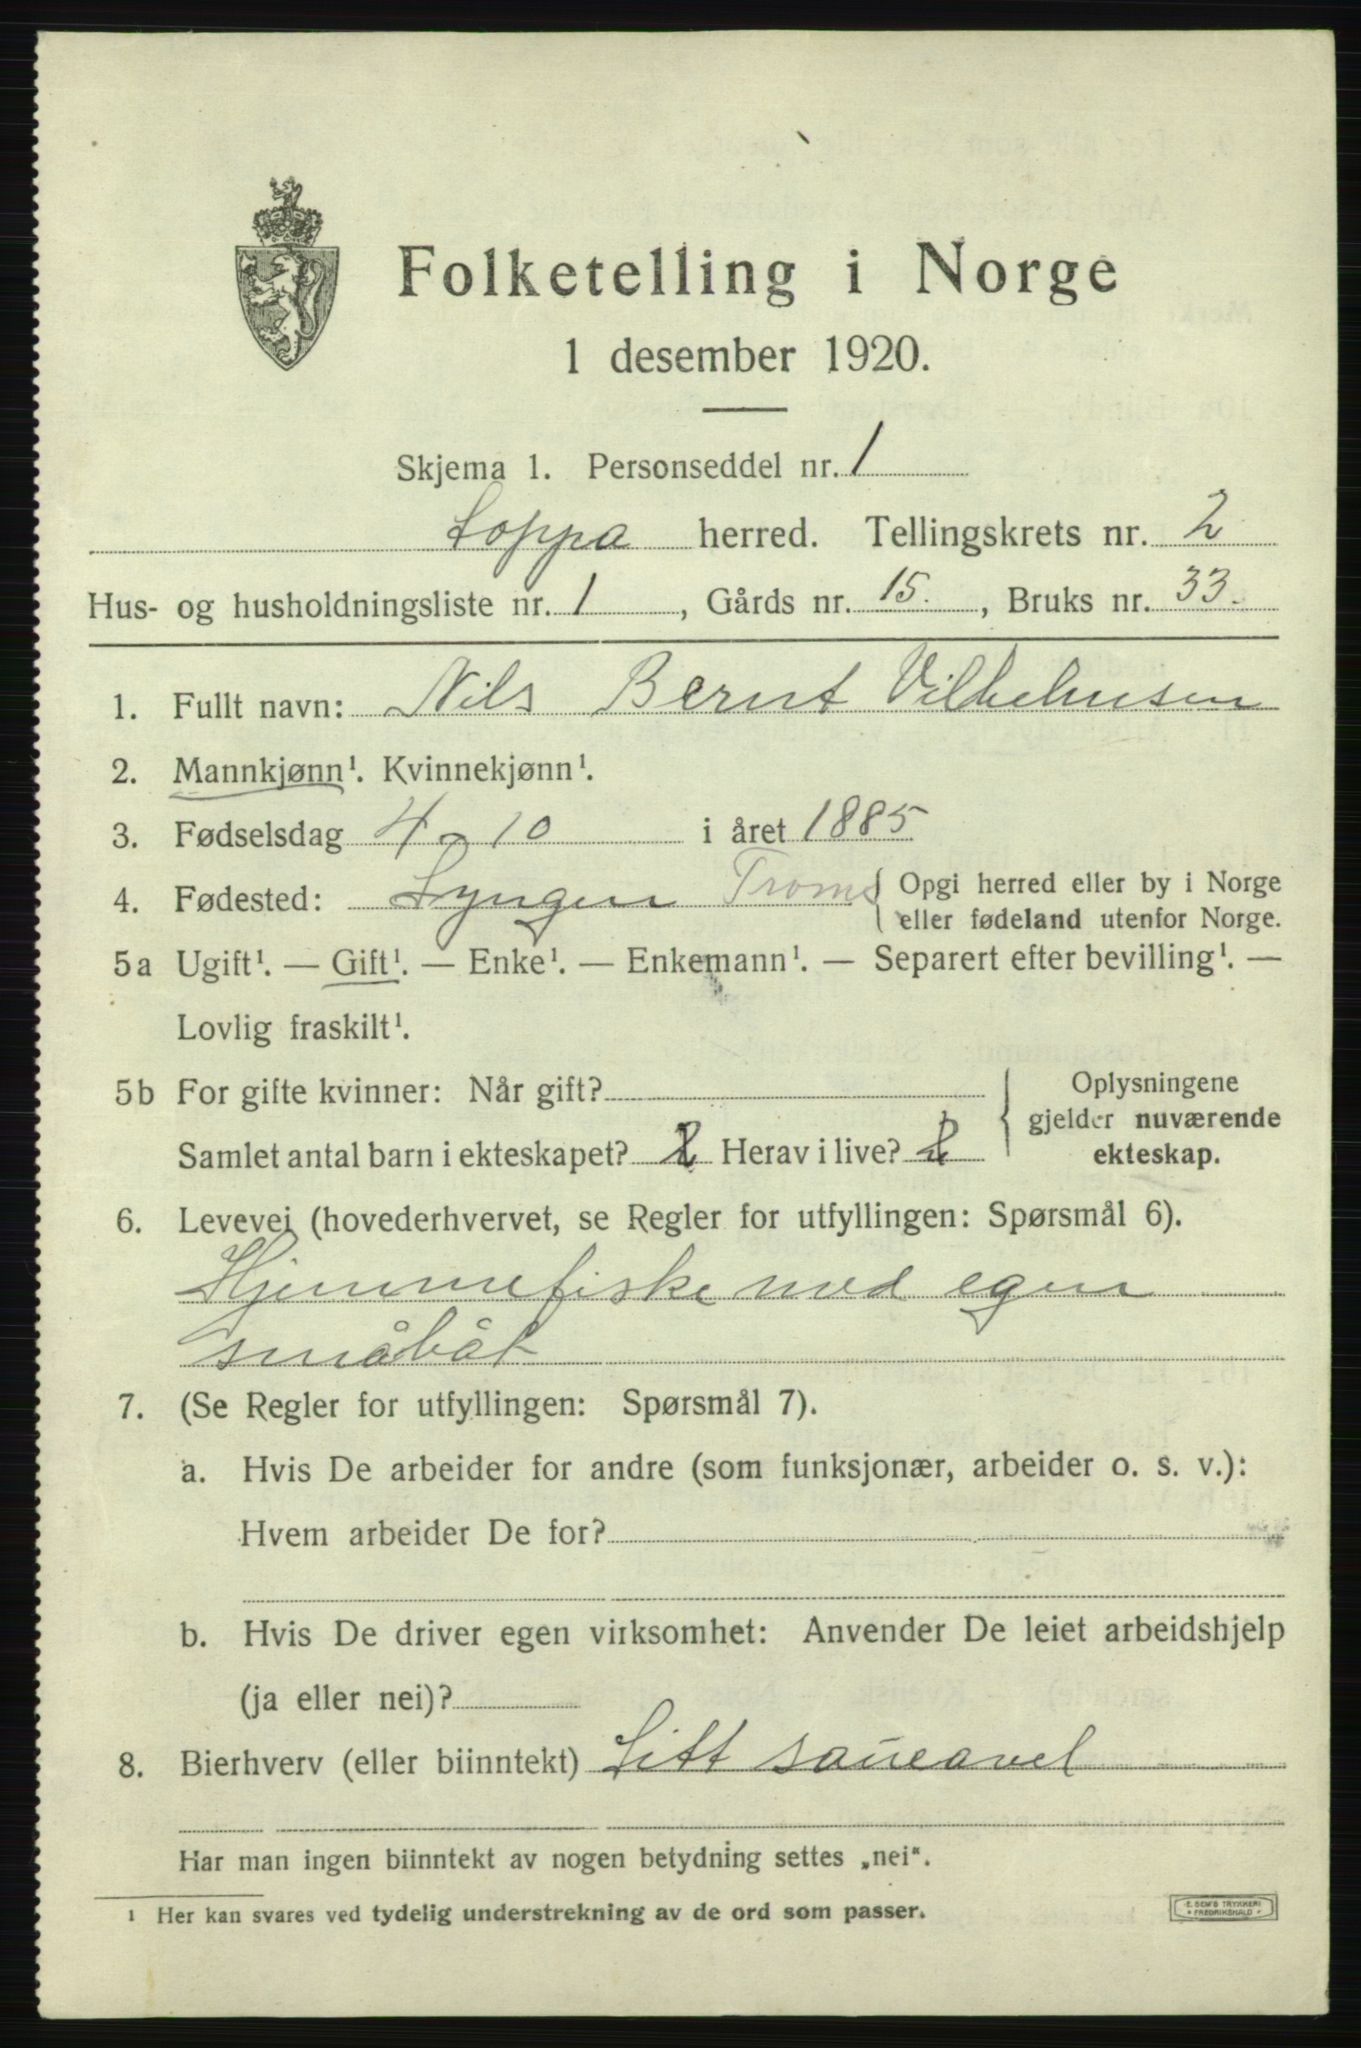 Folketelling i Norge
1 desember 1920.
Skjema 1. Personseddel nr. 1
Loppa herred. Tellingskrets nr. 2
Hus- og husholdningsliste nr. 1, Gårds nr. 15., Bruks nr. 33.
1. Fullt navn: Nils Bernt Vilhelmsen
2. Mannkjønn¹. Kvinnekjønn¹.
3. Fødselsdag 4-10 i året 1885
4. Fødested: Lyngen Troms { Opgi herred eller by i Norge
eller fødeland utenfor Norge.
5a Ugift¹. — Gift¹. — Enke¹. — Enkemann¹. — Separert efter bevilling¹. —
Lovlig fraskilt¹.
5b For gifte kvinner: Når gift? } Oplysningene
gjelder nuværende
Samlet antal barn i ekteskapet? Herav i live? ekteskap.
6. Levevei (hovederhvervet, se Regler for utfyllingen: Spørsmål 6).
Hjemmefiske med egen
småbåt
7. (Se Regler for utfyllingen: Spørsmål 7).
a. Hvis De arbeider for andre (som funksjonær, arbeider o. s. v.):
Hvem arbeider De for?
b. Hvis De driver egen virksomhet: Anvender De leiet arbeidshjelp
(ja eller nei)?
8. Bierhverv (eller biinntekt) Litt saueavel
Har man ingen biinntekt av nogen betydning settes „nei“.
¹ Her kan svares ved tydelig understrekning av de ord som passer.
E. SEM'S TRYKKERI
FREDRIKSHALD